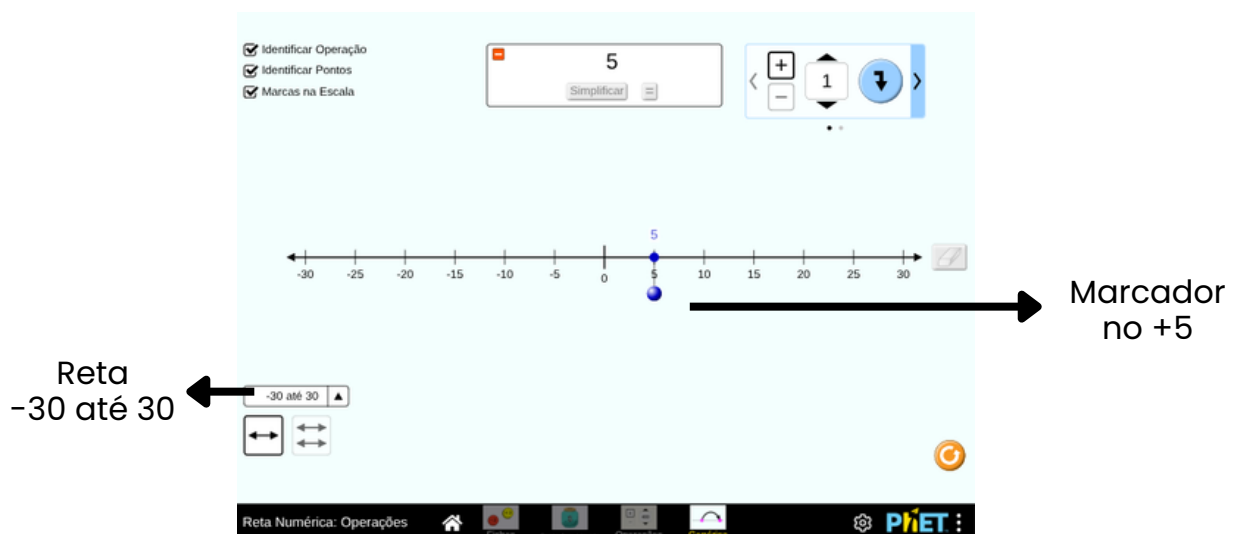 Identificar Operação
Identificar Pontos
Marcas na Escala
5
Simplificar =
+
−
1
5
-30 -25 -20 -15 -10 -5 0 5 10 15 20 25 30
Marcador
no +5
Reta
-30 até 30
-30 até 30
Reta Numérica: Operações
PhET